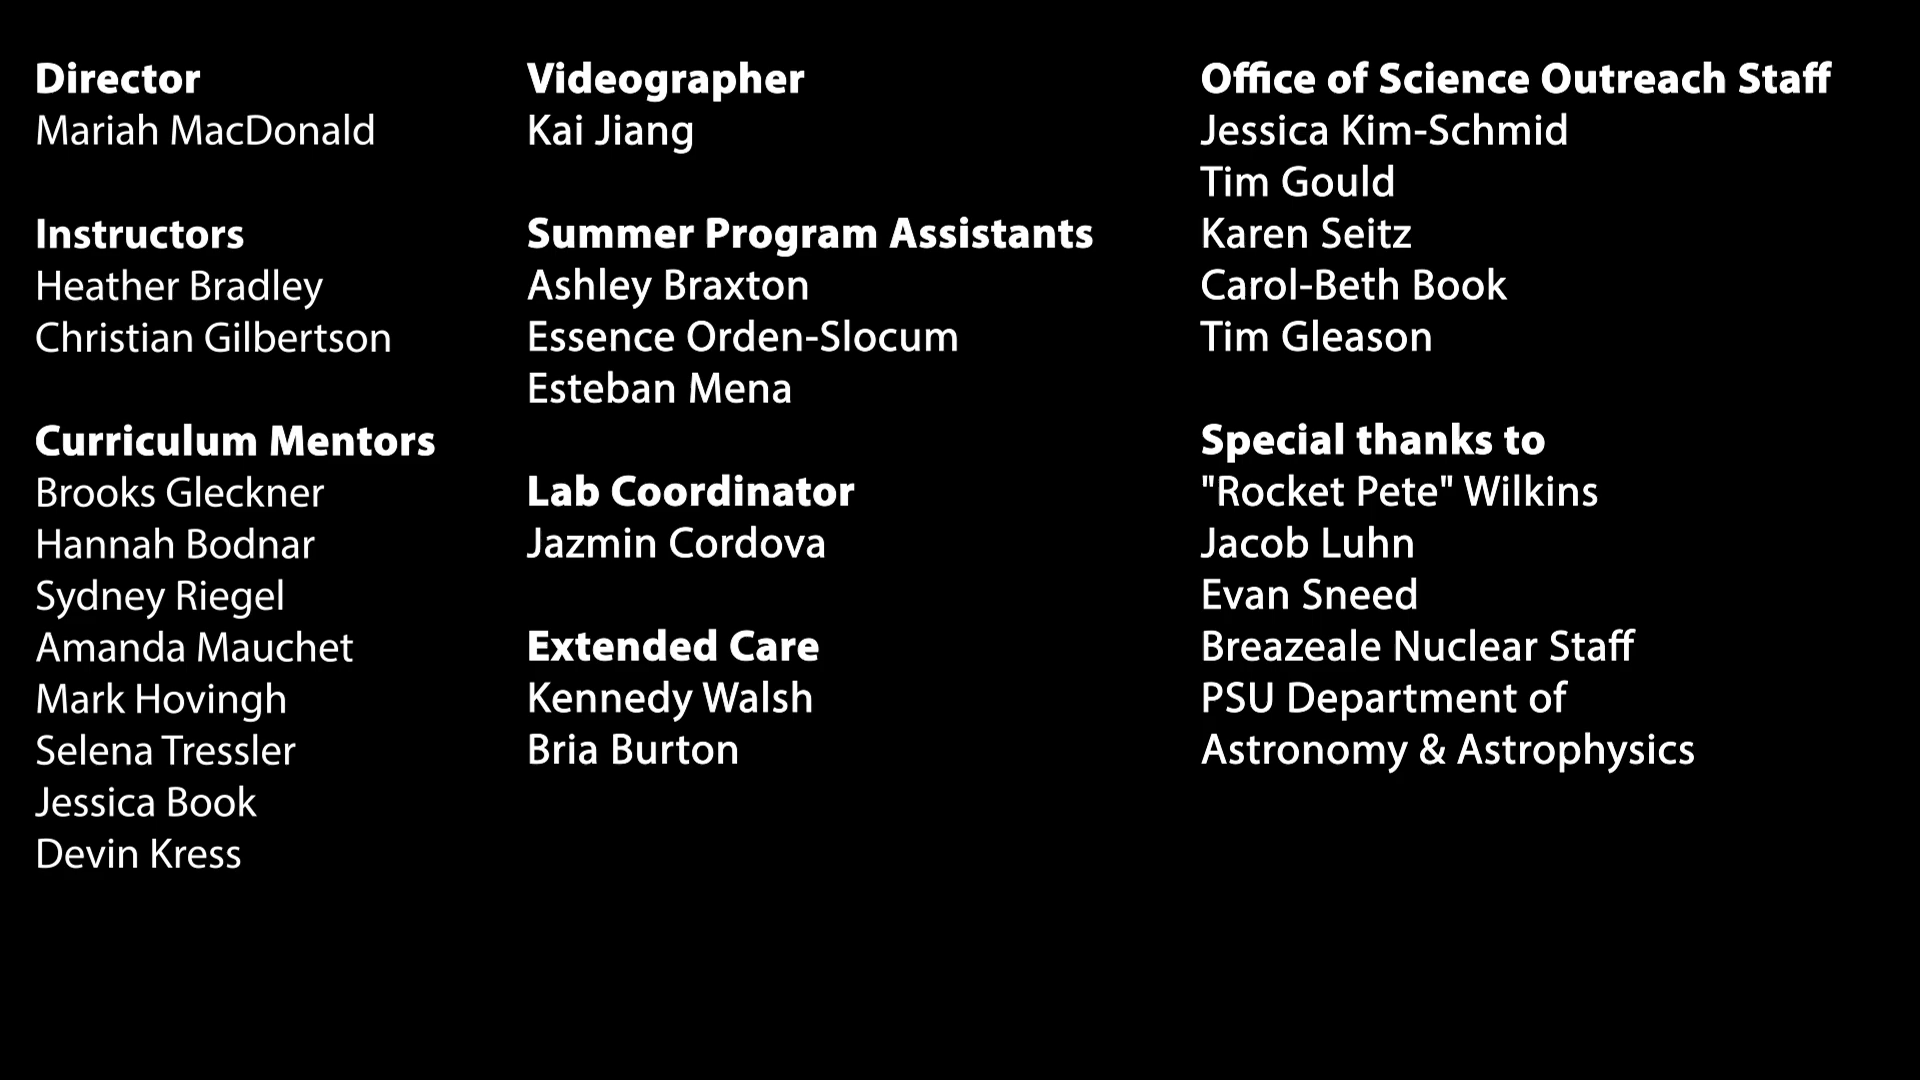 Director
Mariah MacDonald
Instructors
Heather Bradley
Christian Gilbertson
Curriculum Mentors
Brooks Gleckner
Hannah Bodnar
Sydney Riegel
Amanda Mauchet
Mark Hovingh
Selena Tressler
Jessica Book
Devin Kress
Videographer
Kai Jiang
Summer Program Assistants
Ashley Braxton
Essence Orden-Slocum
Esteban Mena
Lab Coordinator
Jazmin Cordova
Extended Care
Kennedy Walsh
Bria Burton
Office of Science Outreach Staff
Jessica Kim-Schmid
Tim Gould
Karen Seitz
Carol-Beth Book
Tim Gleason
Special thanks to
"Rocket Pete" Wilkins
Jacob Luhn
Evan Sneed
Breazeale Nuclear Staff
PSU Department of
Astronomy & Astrophysics